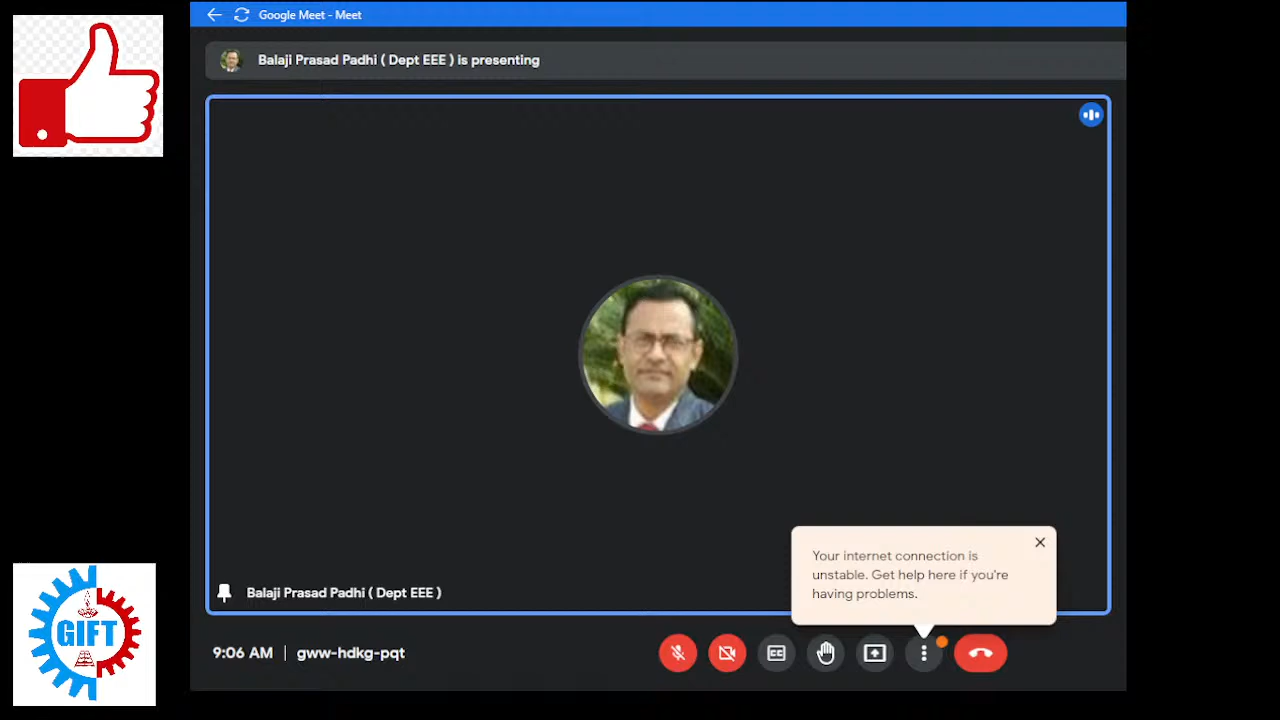 Google Meet - Meet
Balaji Prasad Padhi ( Dept EEE ) is presenting
Your internet connection is
unstable. Get help here if you're
having problems.
Balaji Prasad Padhi ( Dept EEE )
GIFT
9:06 AM | gww-hdkg-pqt
CC